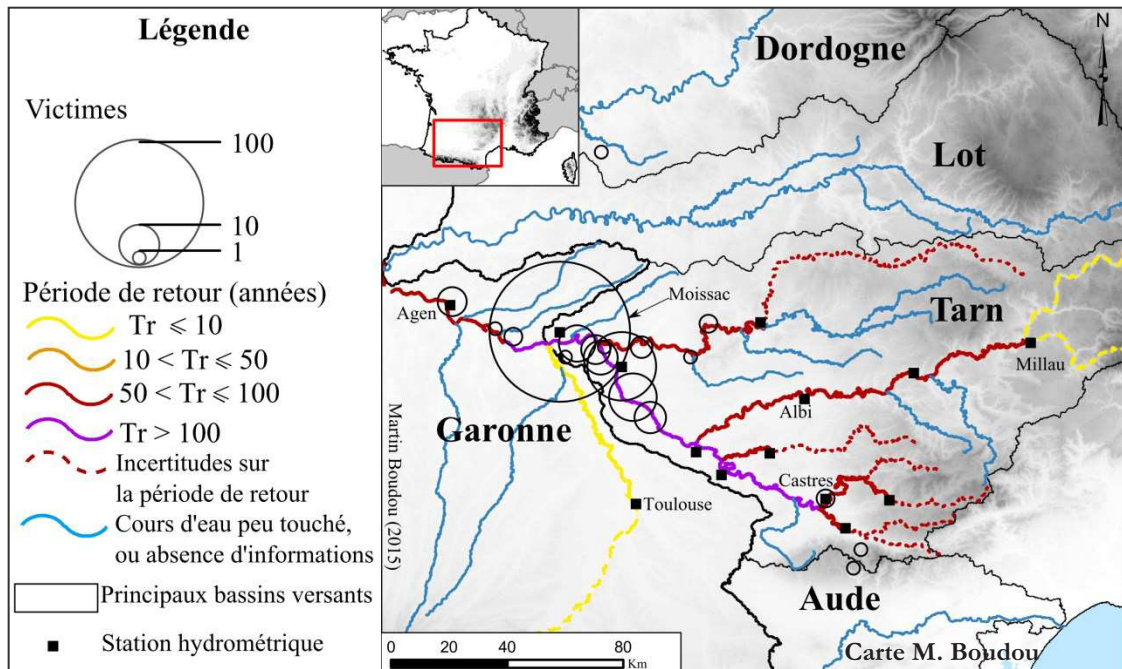 Légende
Victimes
100
10
1
Période de retour (années)
Tr ⩽ 10
10 < Tr ⩽ 50
50 < Tr ⩽ 100
Tr > 100
Incertitudes sur
la période de retour
Cours d'eau peu touché,
ou absence d'informations
Principaux bassins versants
Station hydrométrique
N
Dordogne
Lot
Moissac
Agen
Tarn
Millau
Albi
Garonne
Castres
Toulouse
Martin Boudou (2015)
Aude
Carte M. Boudou
0 20 40 80
Km